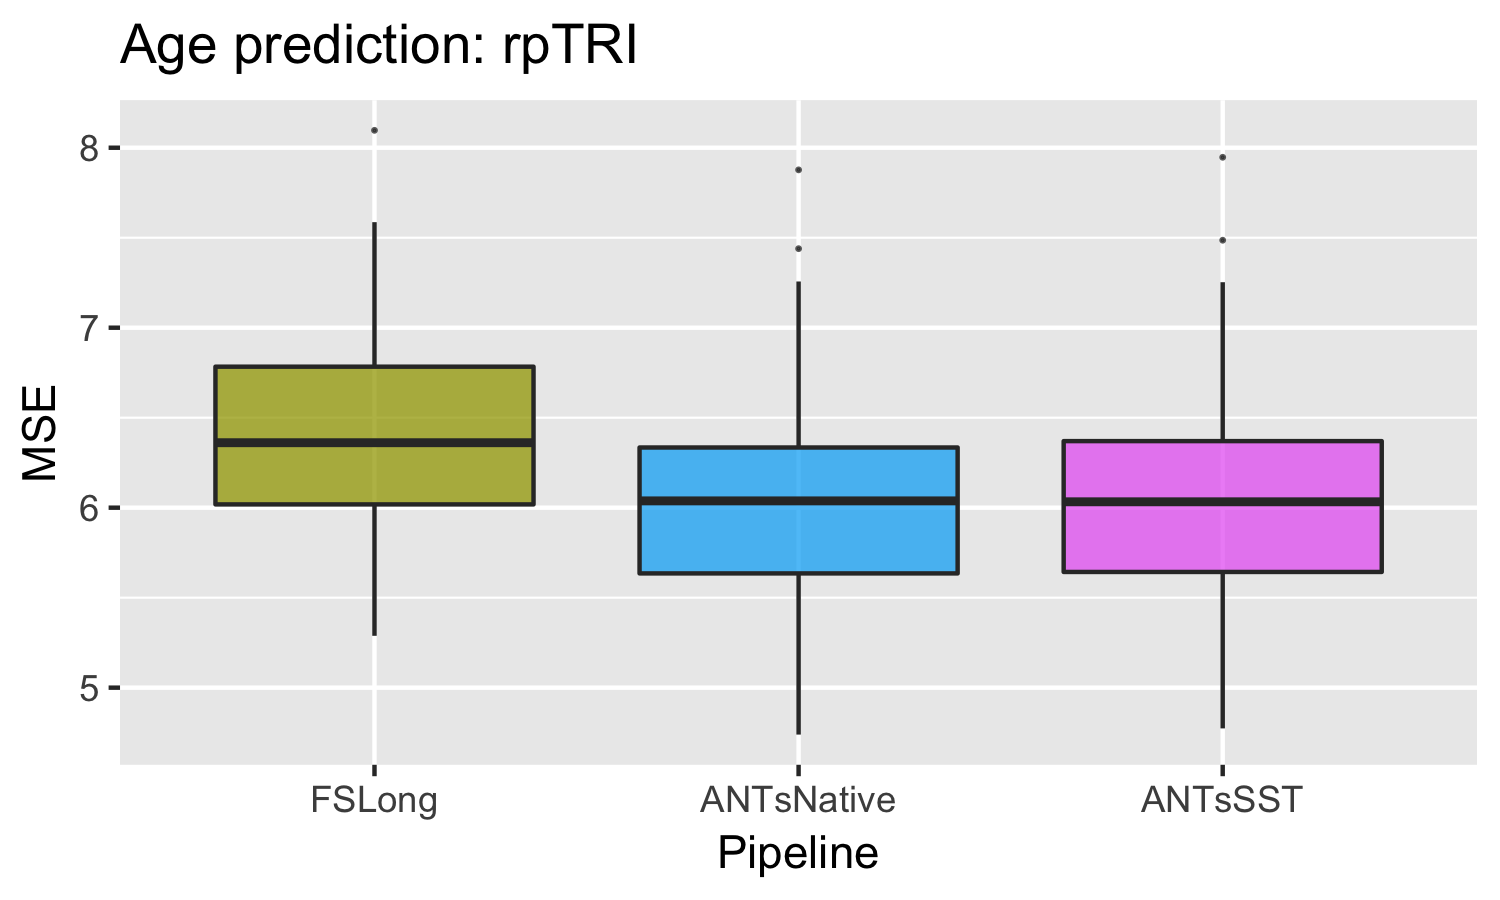 Age prediction: rpTRI
8
7
6
5
MSE
FSLong ANTsNative ANTsSST
Pipeline